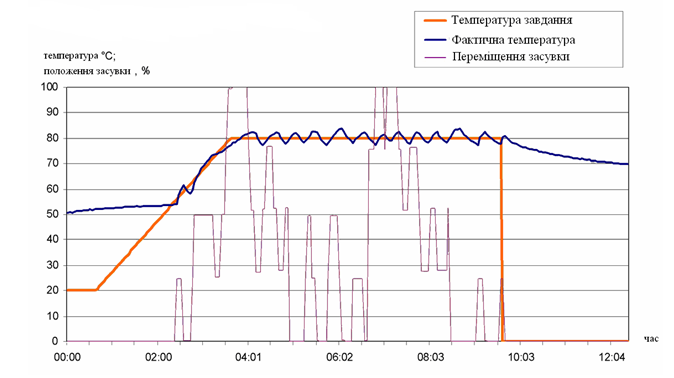 Температура завдання
Фактична температура
Переміщення засувки
температура °С;
положення засувки , %
100
90
80
70
60
50
40
30
20
10
0
час
00:00 02:00 04:01 06:02 08:03 10:03 12:04